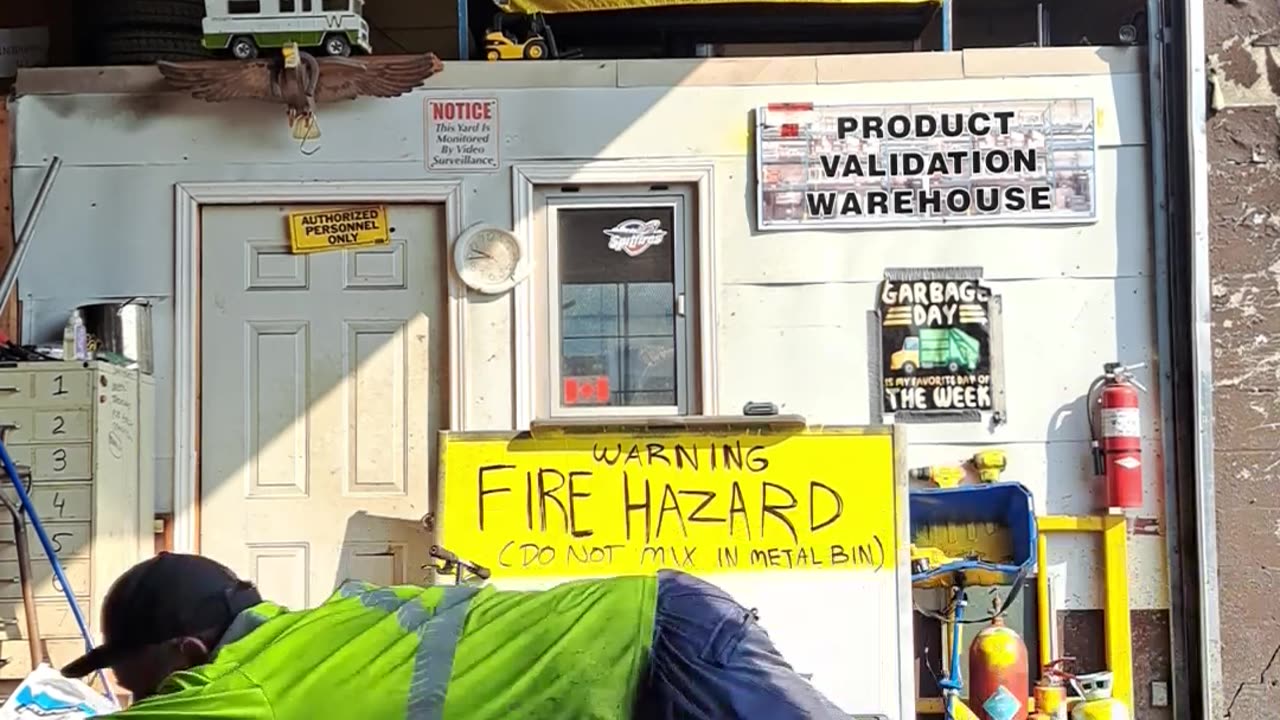 W
NOTICE
This Yard Is
Monitored
By Video
Surveillance
PRODUCT
VALIDATION
WAREHOUSE
AUTHORIZED
PERSONNEL
ONLY
Spitfires
GARBAGE
DAY
IS MY FAVORITE DAY OF
THE WEEK
WARNING
FIRE HAZARD
(DO NOT MIX IN METAL BIN)
1
2
3
4
5
6
7